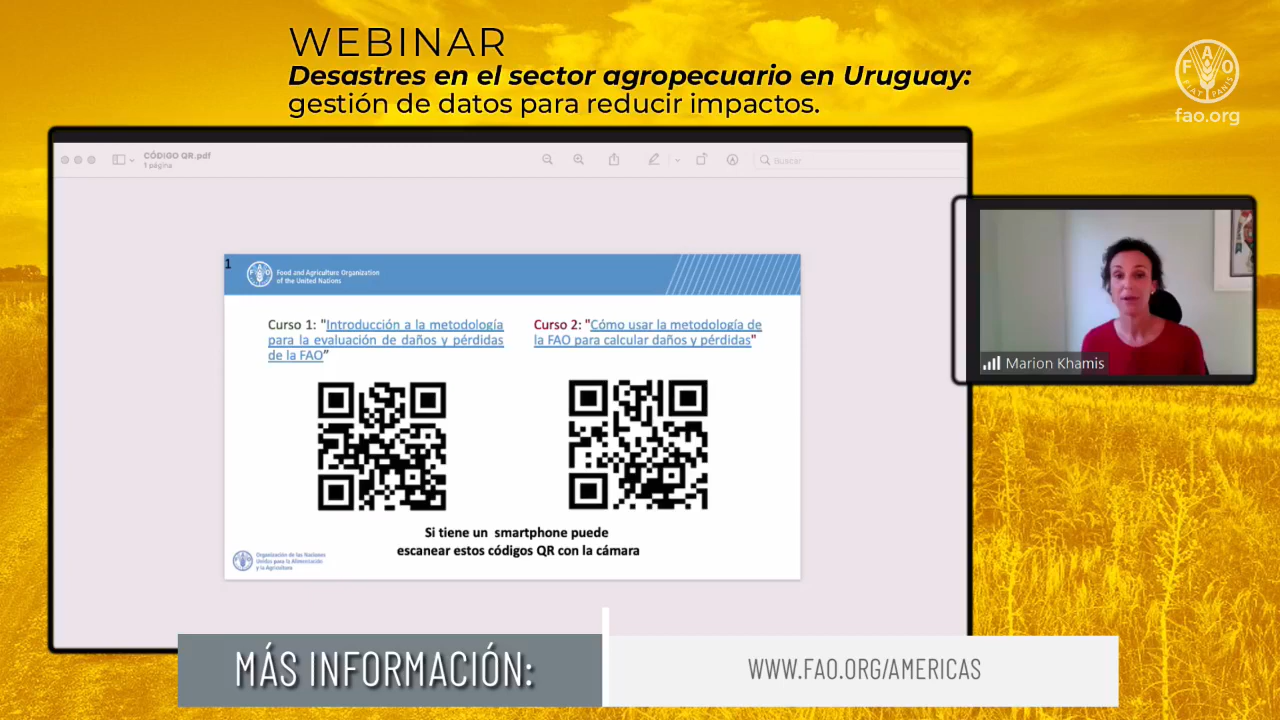 WEBINAR
Desastres en el sector agropecuario en Uruguay:
gestión de datos para reducir impactos.
F A O
FIAT PANIS
fao.org
CÓDIGO QR.pdf
1 página
Buscar
1
Food and Agriculture Organization
of the United Nations
Curso 1: "Introducción a la metodología
para la evaluación de daños y pérdidas
de la FAO"
Curso 2: "Cómo usar la metodología de
la FAO para calcular daños y pérdidas"
Si tiene un smartphone puede
escanear estos códigos QR con la cámara
Organización de las Naciones
Unidas para la Alimentación
y la Agricultura
Marion Khamis
MÁS INFORMACIÓN:
WWW.FAO.ORG/AMERICAS